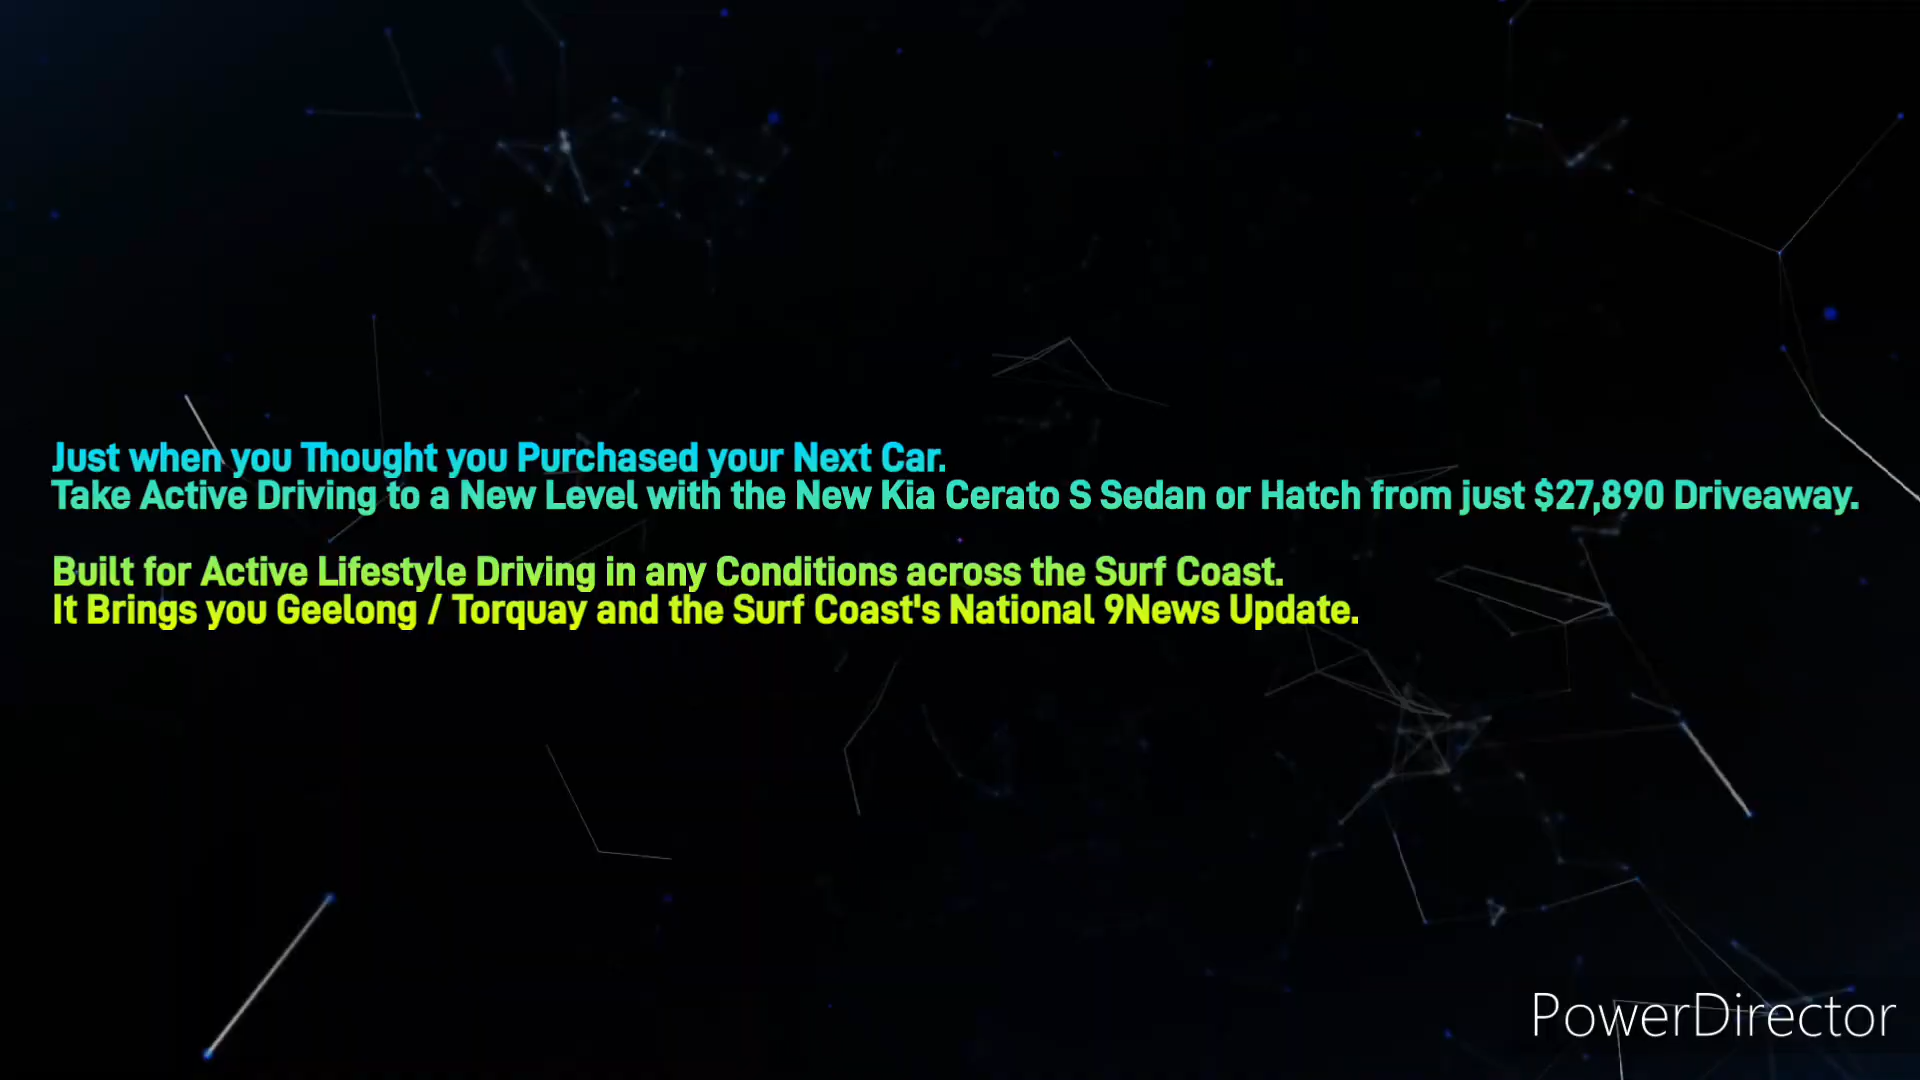 Just when you Thought you Purchased your Next Car.
Take Active Driving to a New Level with the New Kia Cerato S Sedan or Hatch from just $27,890 Driveaway.
Built for Active Lifestyle Driving in any Conditions across the Surf Coast.
It Brings you Geelong / Torquay and the Surf Coast's National 9News Update.
PowerDirector